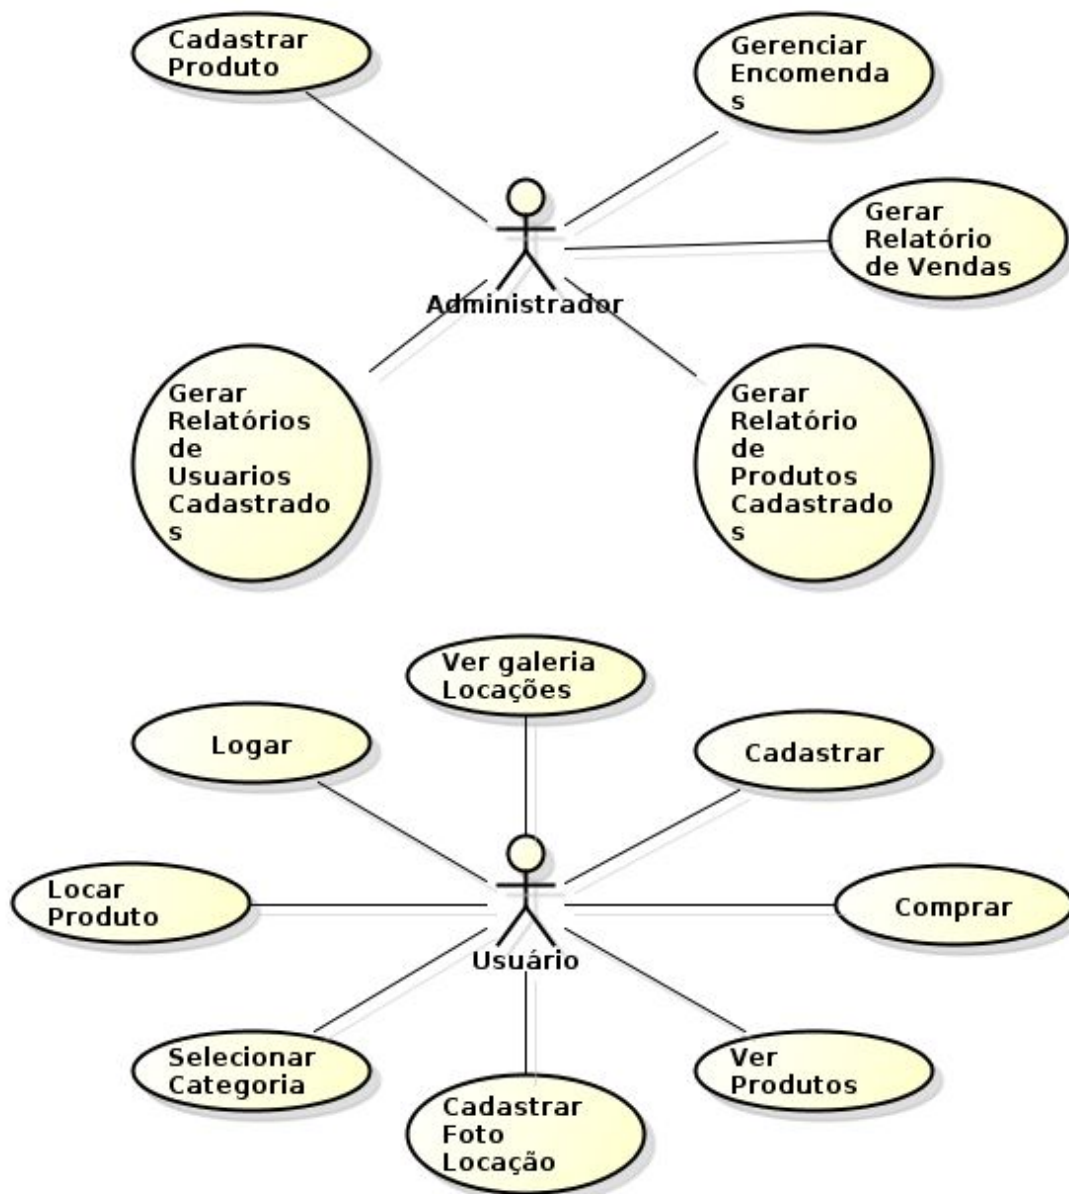 Cadastrar
Produto
Gerenciar
Encomenda
s
Gerar
Relatório
de Vendas
Administrador
Gerar
Relatórios
de
Usuarios
Cadastrado
s
Gerar
Relatório
de
Produtos
Cadastrado
s
Ver galeria
Locações
Logar
Cadastrar
Locar
Produto
Comprar
Usuário
Selecionar
Categoria
Cadastrar
Foto
Locação
Ver
Produtos